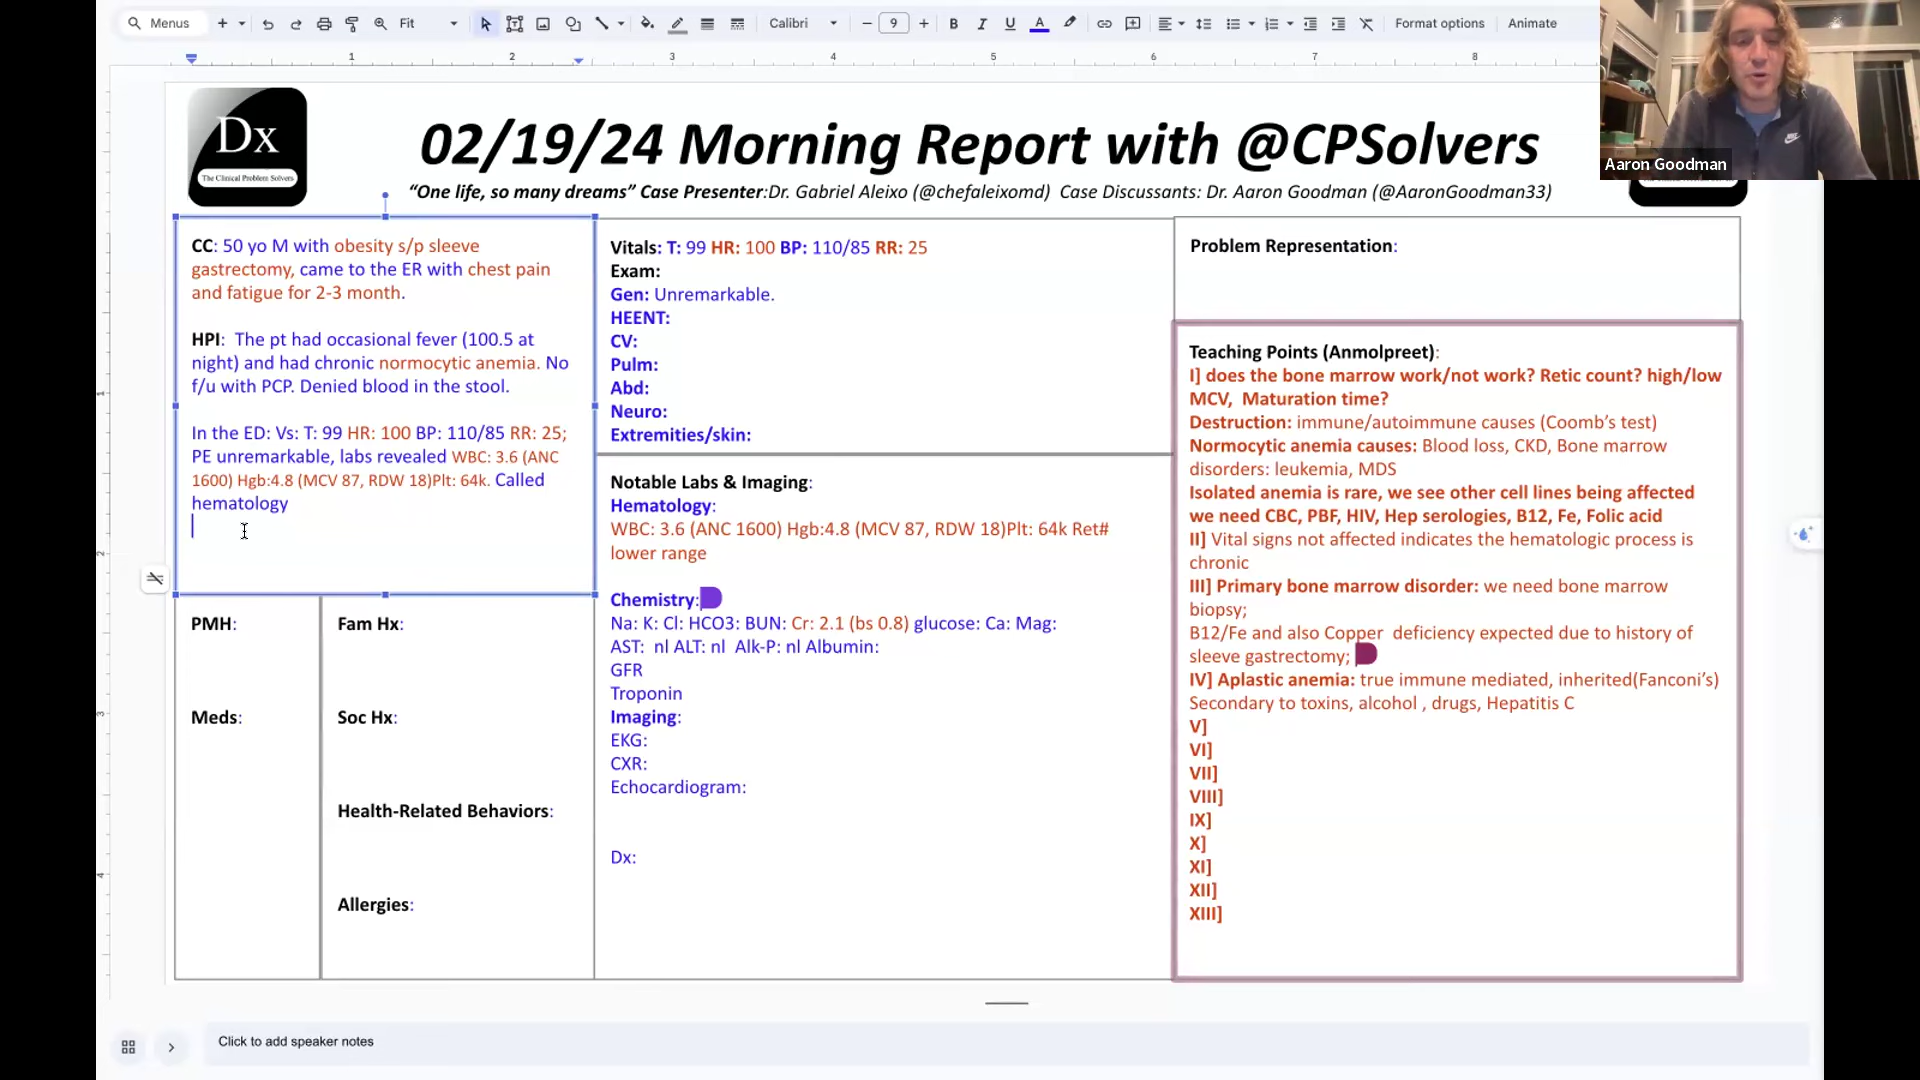 Menus
Fit
Calibri
9
Format options
Animate
1
2
3
4
5
6
7
8
Aaron Goodman
Dx
The Clinical Problem Solvers
02/19/24 Morning Report with @CPSolvers
“One life, so many dreams” Case Presenter:Dr. Gabriel Aleixo (@chefaleixomd) Case Discussants: Dr. Aaron Goodman (@AaronGoodman33)
CC: 50 yo M with obesity s/p sleeve
gastrectomy, came to the ER with chest pain
and fatigue for 2-3 month.
HPI: The pt had occasional fever (100.5 at
night) and had chronic normocytic anemia. No
f/u with PCP. Denied blood in the stool.
In the ED: Vs: T: 99 HR: 100 BP: 110/85 RR: 25;
PE unremarkable, labs revealed WBC: 3.6 (ANC
1600) Hgb:4.8 (MCV 87, RDW 18)Plt: 64k. Called
hematology
PMH:
Meds:
Fam Hx:
Soc Hx:
Health-Related Behaviors:
Allergies:
Vitals: T: 99 HR: 100 BP: 110/85 RR: 25
Exam:
Gen: Unremarkable.
HEENT:
CV:
Pulm:
Abd:
Neuro:
Extremities/skin:
Notable Labs & Imaging:
Hematology:
WBC: 3.6 (ANC 1600) Hgb:4.8 (MCV 87, RDW 18)Plt: 64k Ret#
lower range
Chemistry:
Na: K: Cl: HCO3: BUN: Cr: 2.1 (bs 0.8) glucose: Ca: Mag:
AST: nl ALT: nl Alk-P: nl Albumin:
GFR
Troponin
Imaging:
EKG:
CXR:
Echocardiogram:
Dx:
Problem Representation:
Teaching Points (Anmolpreet):
I] does the bone marrow work/not work? Retic count? high/low
MCV, Maturation time?
Destruction: immune/autoimmune causes (Coomb’s test)
Normocytic anemia causes: Blood loss, CKD, Bone marrow
disorders: leukemia, MDS
Isolated anemia is rare, we see other cell lines being affected
we need CBC, PBF, HIV, Hep serologies, B12, Fe, Folic acid
II] Vital signs not affected indicates the hematologic process is
chronic
III] Primary bone marrow disorder: we need bone marrow
biopsy;
B12/Fe and also Copper deficiency expected due to history of
sleeve gastrectomy;
IV] Aplastic anemia: true immune mediated, inherited(Fanconi’s)
Secondary to toxins, alcohol , drugs, Hepatitis C
V]
VI]
VII]
VIII]
IX]
X]
XI]
XII]
XIII]
1
2
3
4
Click to add speaker notes